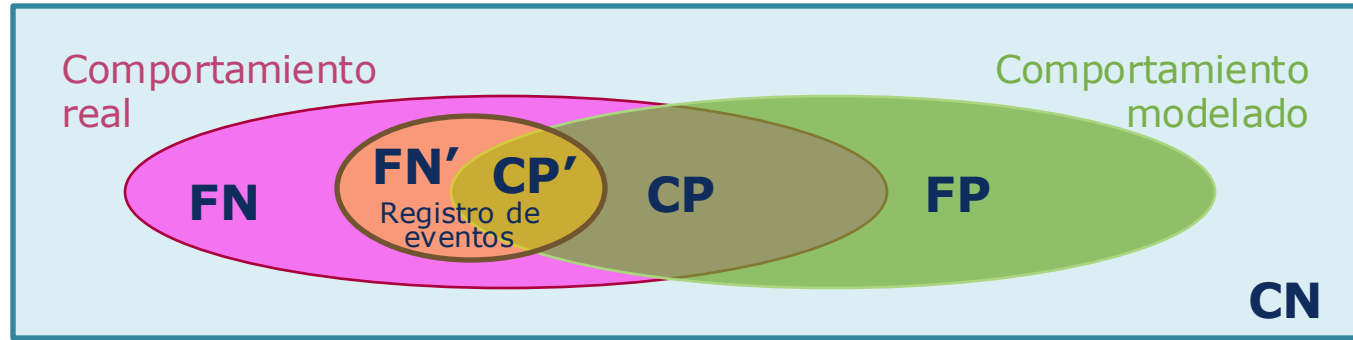 Comportamiento
real
Comportamiento
modelado
FN
FN′
CP′
CP
FP
Registro de
eventos
CN